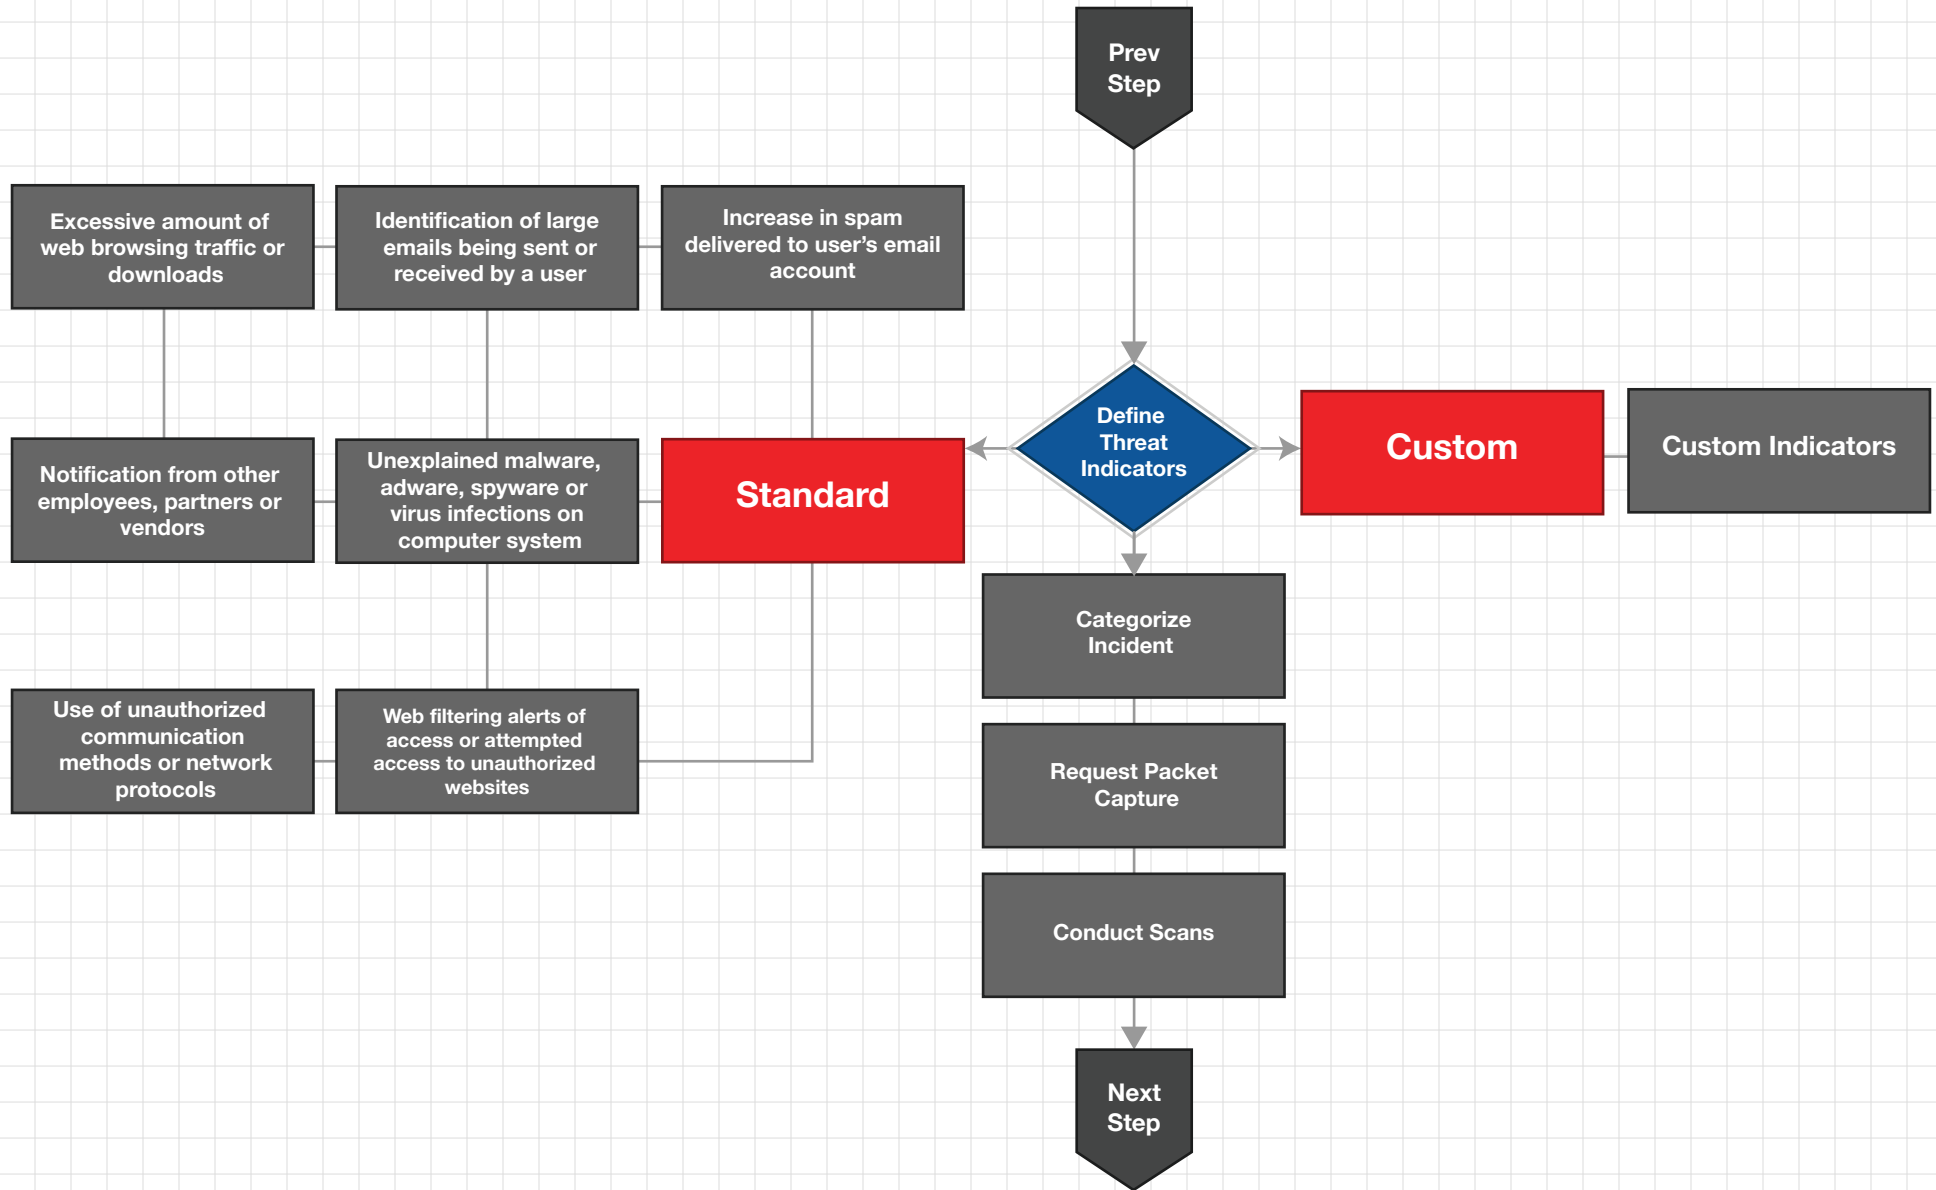 Prev
Step
Excessive amount of
web browsing traffic or
downloads
Identification of large
emails being sent or
received by a user
Increase in spam
delivered to user’s email
account
Notification from other
employees, partners or
vendors
Unexplained malware,
adware, spyware or
virus infections on
computer system
Standard
Define
Threat
Indicators
Custom
Custom Indicators
Use of unauthorized
communication
methods or network
protocols
Web filtering alerts of
access or attempted
access to unauthorized
websites
Categorize
Incident
Request Packet
Capture
Conduct Scans
Next
Step